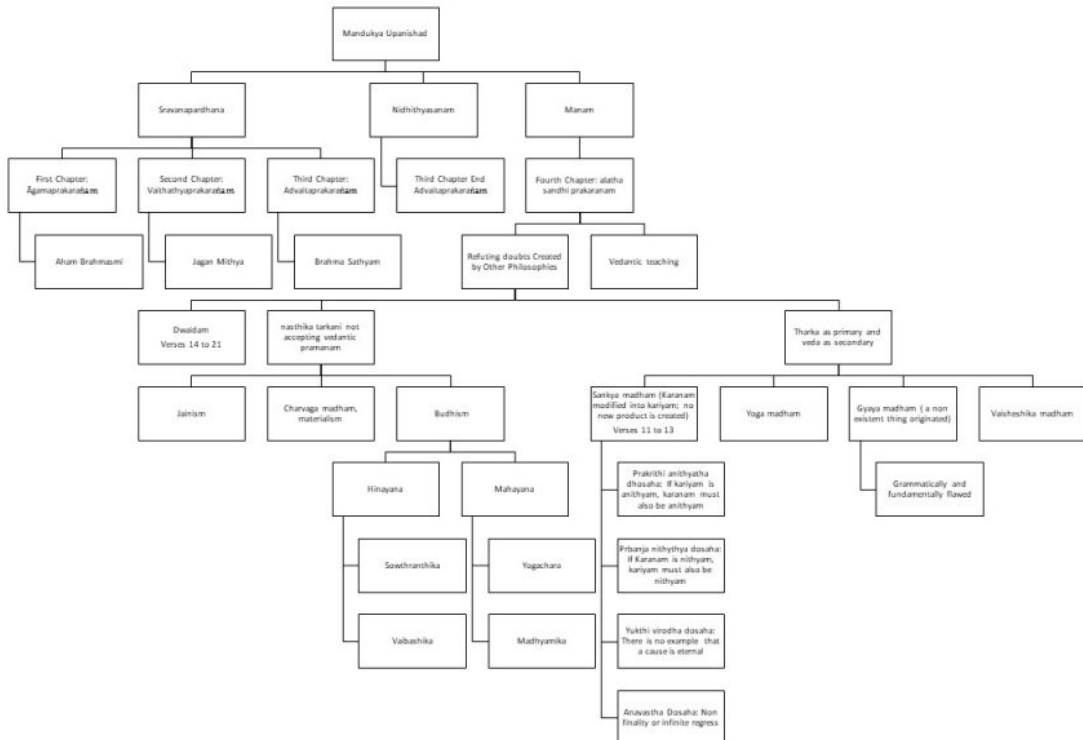 Mandukya Upanishad
Sravanapardhana
Nidhithyasanam
Manam
First Chapter:
Āgamaprakaraṅam
Second Chapter:
Vaithathyaprakaraṅam
Third Chapter:
Advaitaprakaraṅam
Third Chapter End
Advaitaprakaraṅam
Fourth Chapter: alatha
sandhi prakaranam
Aham Brahmasmi
Jagan Mithya
Brahma Sathyam
Refuting doubts Created
by Other Philosophies
Vedantic teaching
Dwaidam
Verses 14 to 21
nasthika tarkani not
accepting vedantic
pramanam
Tharka as primary and
veda as secondary
Jainism
Charvaga madham,
materialism
Budhism
Sankya madham (Karanam
modified into kariyam; no
new product is created)
Verses 11 to 13
Yoga madham
Gyaya madham ( a non
existent thing originated)
Vaisheshika madham
Hinayana
Mahayana
Prakrithi anithyatha
dhosaha: If kariyam is
anithyam, karanam must
also be anithyam
Grammatically and
fundamentally flawed
Sowthranthika
Yogachara
Prbanja nithythya dosaha:
If Karanam is nithyam,
kariyam must also be
nithyam
Vaibashika
Madhyamika
Yukthi virodha dosaha:
There is no example that
a cause is eternal
Anavastha Dosaha: Non
finality or infinite regress